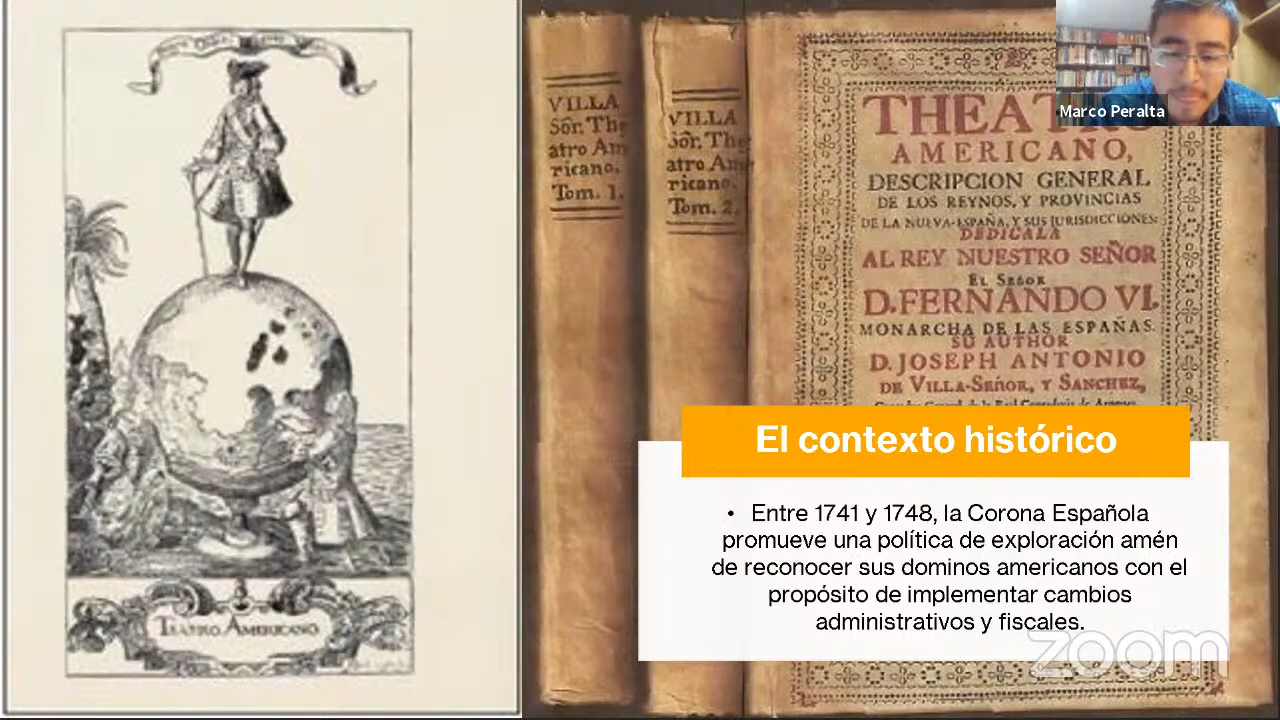 TEATRO AMERICANO
VILLA
Sõr. The
atro Am
ricano.
Tom. 1.
VILLA
Sõr. The
atro Am
ricano.
Tom. 2.
THEATRO
AMERICANO,
DESCRIPCION GENERAL
DE LOS REYNOS, Y PROVINCIAS
DE LA NUEVA-ESPAÑA, Y SUS JURISDICCIONES:
DEDICALA
AL REY NUESTRO SEÑOR
EL SEÑOR
D. FERNANDO VI.
MONARCHA DE LAS ESPAÑAS.
SU AUTHOR
D. JOSEPH ANTONIO
DE VILLA-SEÑOR, Y SANCHEZ,
Marco Peralta
El contexto histórico
• Entre 1741 y 1748, la Corona Española
promueve una política de exploración amén
de reconocer sus dominos americanos con el
propósito de implementar cambios
administrativos y fiscales.
zoom